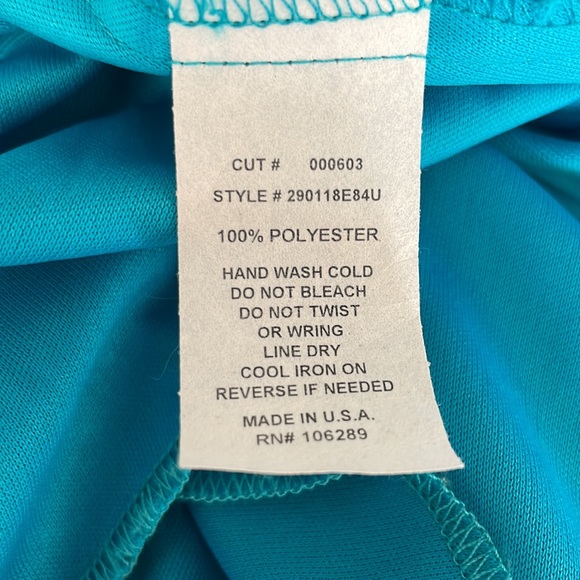 CUT # 000603
STYLE # 290118E84U
100% POLYESTER
HAND WASH COLD
DO NOT BLEACH
DO NOT TWIST
OR WRING
LINE DRY
COOL IRON ON
REVERSE IF NEEDED
MADE IN U.S.A.
RN# 106289